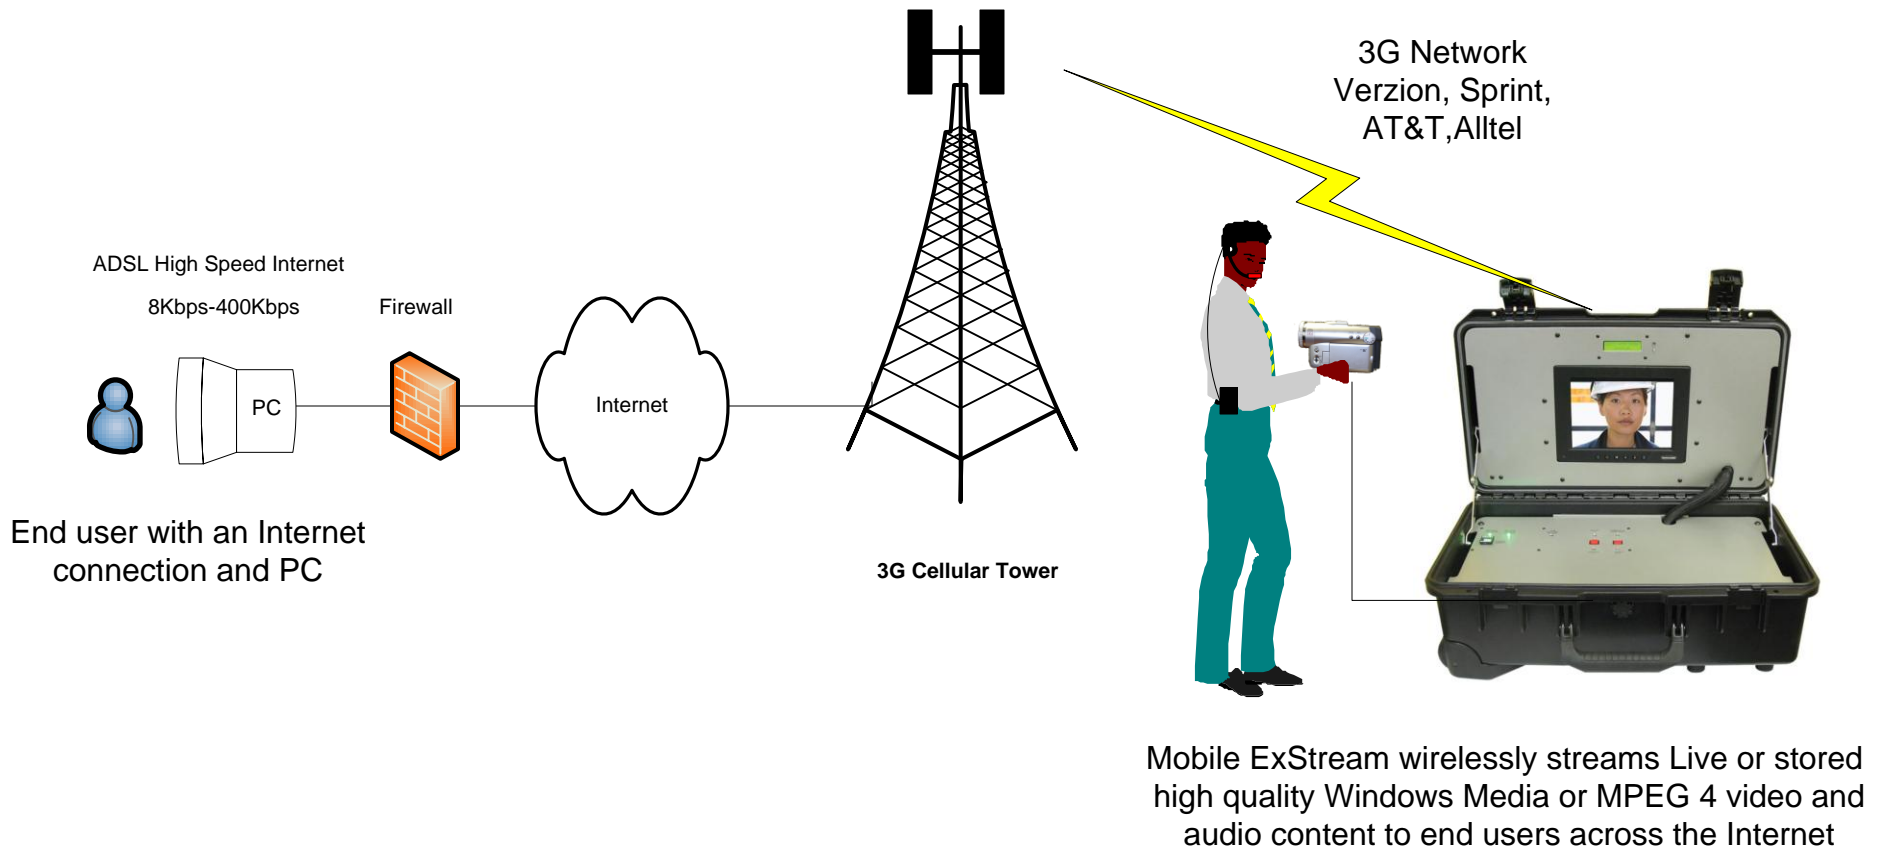 3G Network
Verzion, Sprint,
AT&T,Alltel
ADSL High Speed Internet
8Kbps-400Kbps
Firewall
PC
Internet
End user with an Internet
connection and PC
3G Cellular Tower
Mobile ExStream wirelessly streams Live or stored
high quality Windows Media or MPEG 4 video and
audio content to end users across the Internet